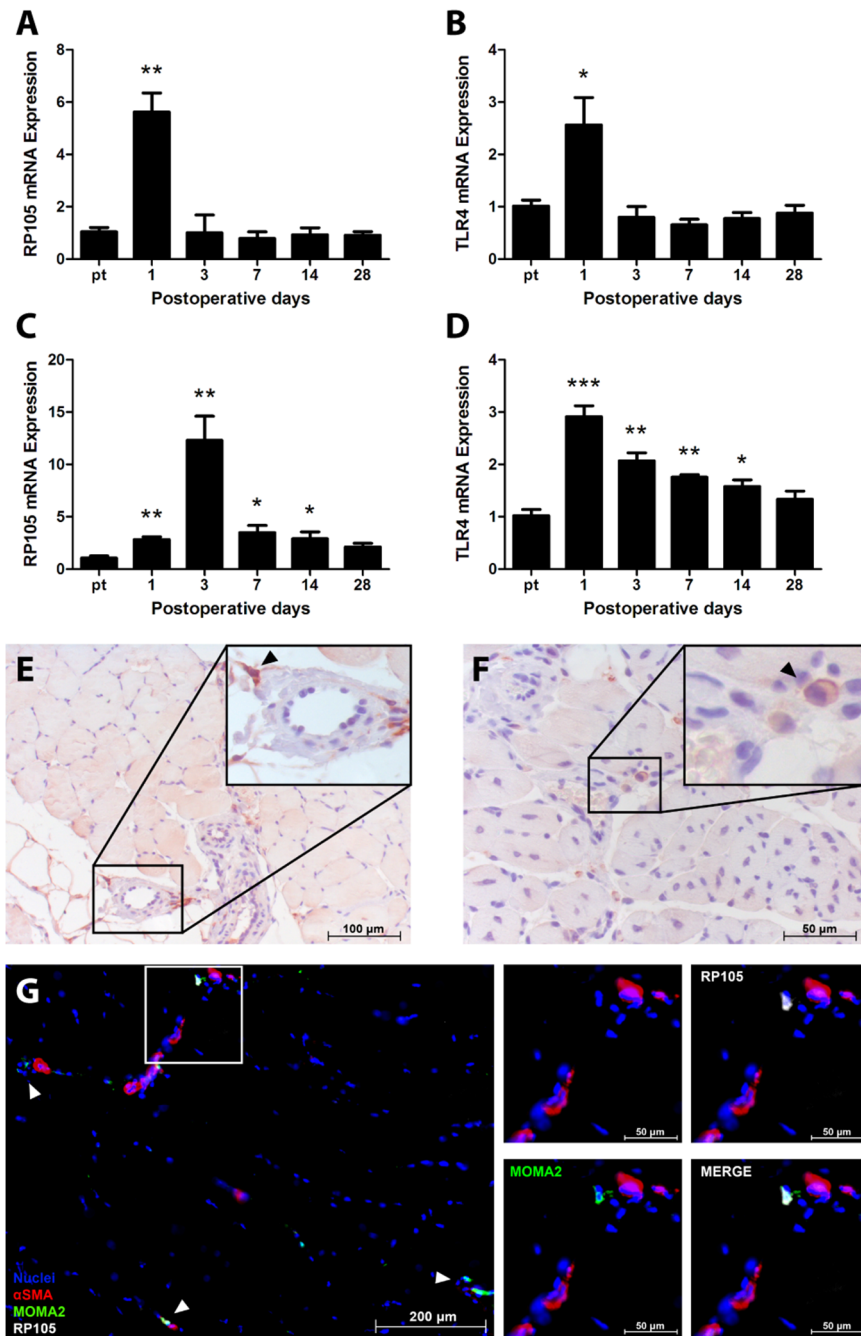 A
RP105 mRNA Expression
8
6
4
2
0
**
pt 1 3 7 14 28
Postoperative days
B
TLR4 mRNA Expression
4
3
2
1
0
*
pt 1 3 7 14 28
Postoperative days
C
RP105 mRNA Expression
20
15
10
5
0
** ** * *
pt 1 3 7 14 28
Postoperative days
D
TLR4 mRNA Expression
4
3
2
1
0
*** ** ** *
pt 1 3 7 14 28
Postoperative days
E
100 µm
F
50 µm
G
Nuclei
αSMA
MOMA2
RP105
200 µm
50 µm
RP105
50 µm
MOMA2
50 µm
MERGE
50 µm